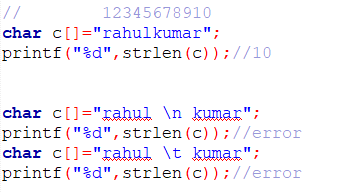 //        12345678910
char c[]="rahulkumar";
printf("%d",strlen(c));//10
char c[]="rahul \n kumar";
printf("%d",strlen(c));//error
char c[]="rahul \t kumar";
printf("%d",strlen(c));//error